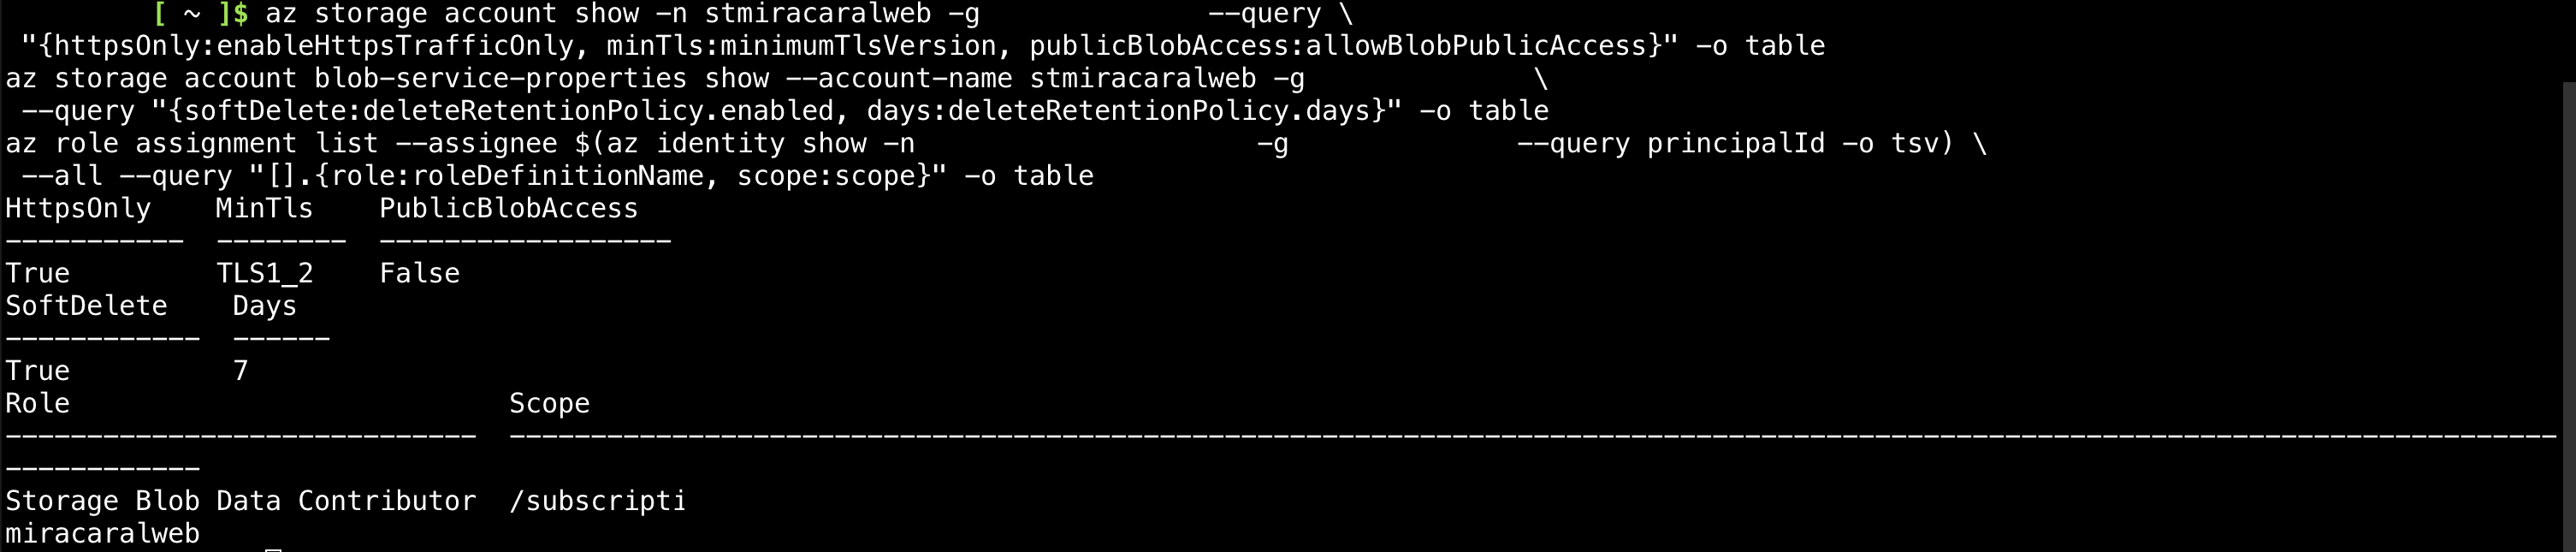 [ ~ ]$ az storage account show -n stmiracaralweb -g --query \
"{httpsOnly:enableHttpsTrafficOnly, minTls:minimumTlsVersion, publicBlobAccess:allowBlobPublicAccess}" -o table
az storage account blob-service-properties show --account-name stmiracaralweb -g \
--query "{softDelete:deleteRetentionPolicy.enabled, days:deleteRetentionPolicy.days}" -o table
az role assignment list --assignee $(az identity show -n -g --query principalId -o tsv) \
--all --query "[].{role:roleDefinitionName, scope:scope}" -o table
HttpsOnly MinTls PublicBlobAccess
----------- -------- ------------------
True TLS1_2 False
SoftDelete Days
------------ ------
True 7
Role Scope
----------------------------- -------------------------------------------------------------------------------------------------------------------------------
------------
Storage Blob Data Contributor /subscripti
miracaralweb